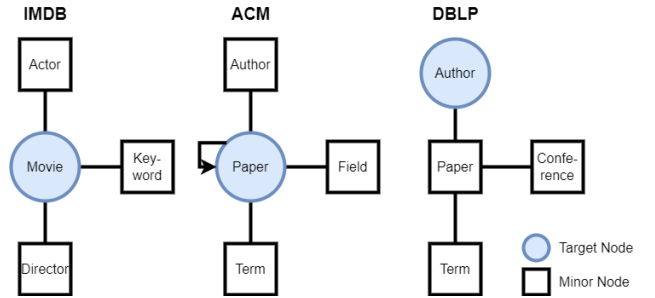 IMDB
ACM
DBLP
Actor
Author
Author
Movie
Key-
word
Paper
Field
Paper
Confe-
rence
Director
Term
Term
Target Node
Minor Node